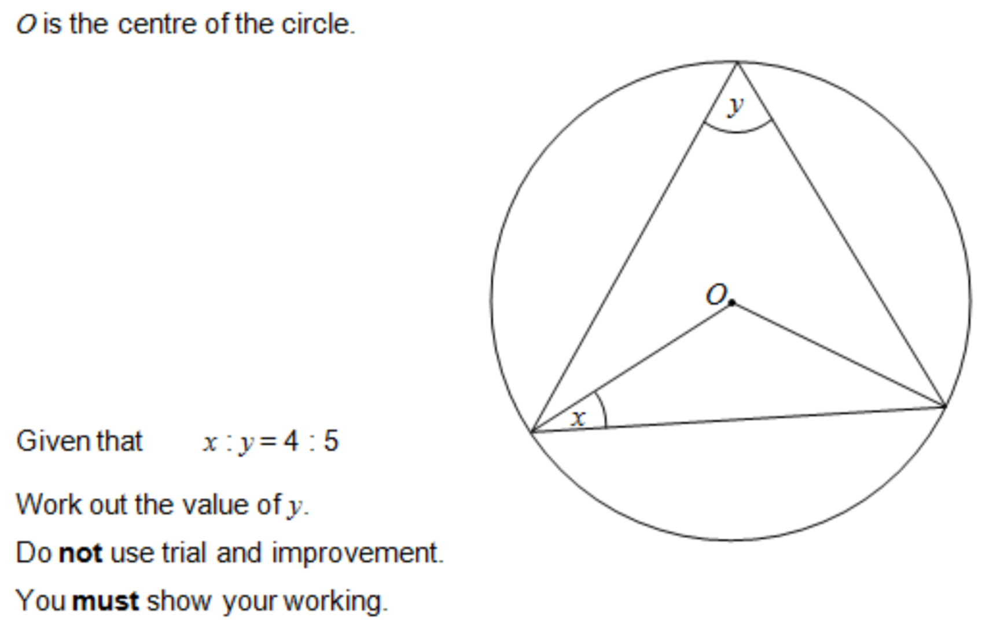 O is the centre of the circle.
y
O
x
Given that x : y = 4 : 5
Work out the value of y.
Do not use trial and improvement.
You must show your working.